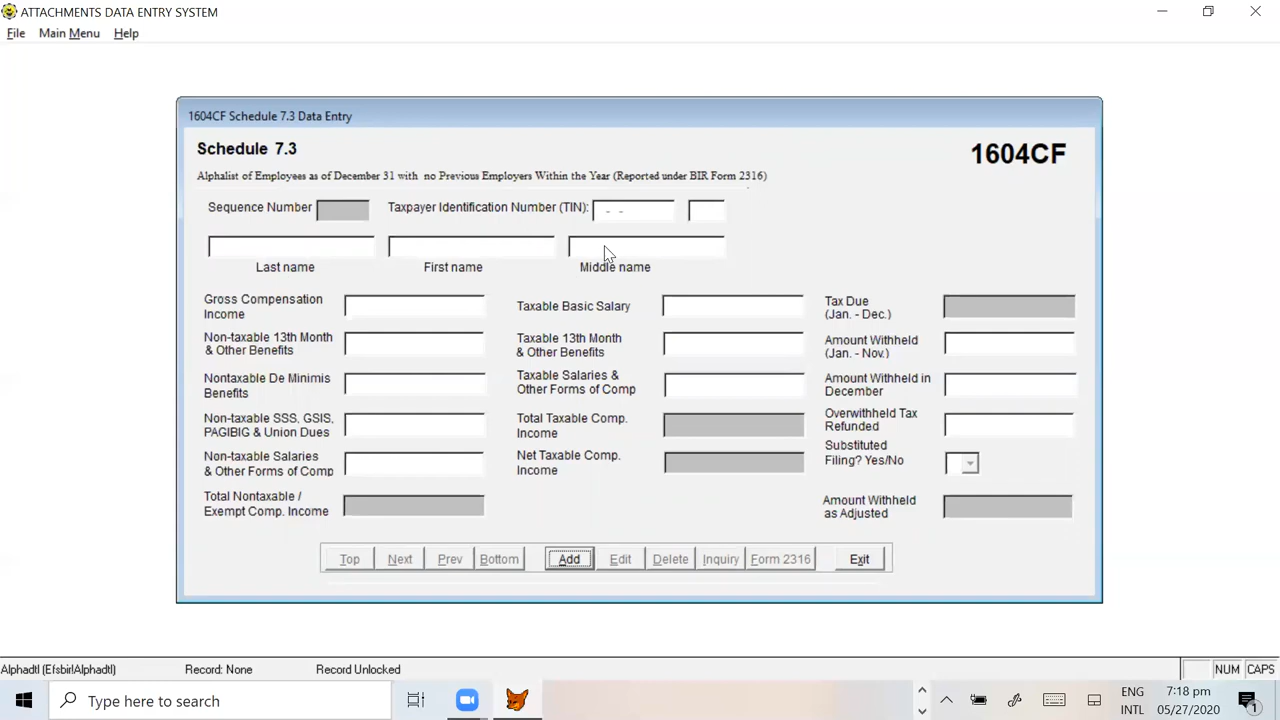 ATTACHMENTS DATA ENTRY SYSTEM
File Main Menu Help
1604CF Schedule 7.3 Data Entry
Schedule 7.3
1604CF
Alphalist of Employees as of December 31 with no Previous Employers Within the Year (Reported under BIR Form 2316)
Sequence Number Taxpayer Identification Number (TIN): - -
Last name First name Middle name
Gross Compensation
Income
Taxable Basic Salary
Tax Due
(Jan. - Dec.)
Non-taxable 13th Month
& Other Benefits
Taxable 13th Month
& Other Benefits
Amount Withheld
(Jan. - Nov.)
Nontaxable De Minimis
Benefits
Taxable Salaries &
Other Forms of Comp
Amount Withheld in
December
Non-taxable SSS, GSIS,
PAGIBIG & Union Dues
Total Taxable Comp.
Income
Overwithheld Tax
Refunded
Non-taxable Salaries
& Other Forms of Comp
Net Taxable Comp.
Income
Substituted
Filing? Yes/No
Total Nontaxable /
Exempt Comp. Income
Amount Withheld
as Adjusted
Top Next Prev Bottom Add Edit Delete Inquiry Form 2316 Exit
Alphadtl (Efsbir!Alphadtl) Record: None Record Unlocked NUM CAPS
Type here to search
ENG
INTL
7:18 pm
05/27/2020
1